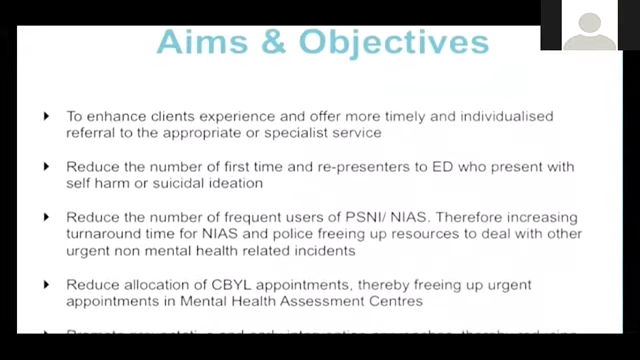 Aims & Objectives
To enhance clients experience and offer more timely and individualised
referral to the appropriate or specialist service
Reduce the number of first time and re-presenters to ED who present with
self harm or suicidal ideation
Reduce the number of frequent users of PSNI/ NIAS. Therefore increasing
turnaround time for NIAS and police freeing up resources to deal with other
urgent non mental health related incidents
Reduce allocation of CBYL appointments, thereby freeing up urgent
appointments in Mental Health Assessment Centres